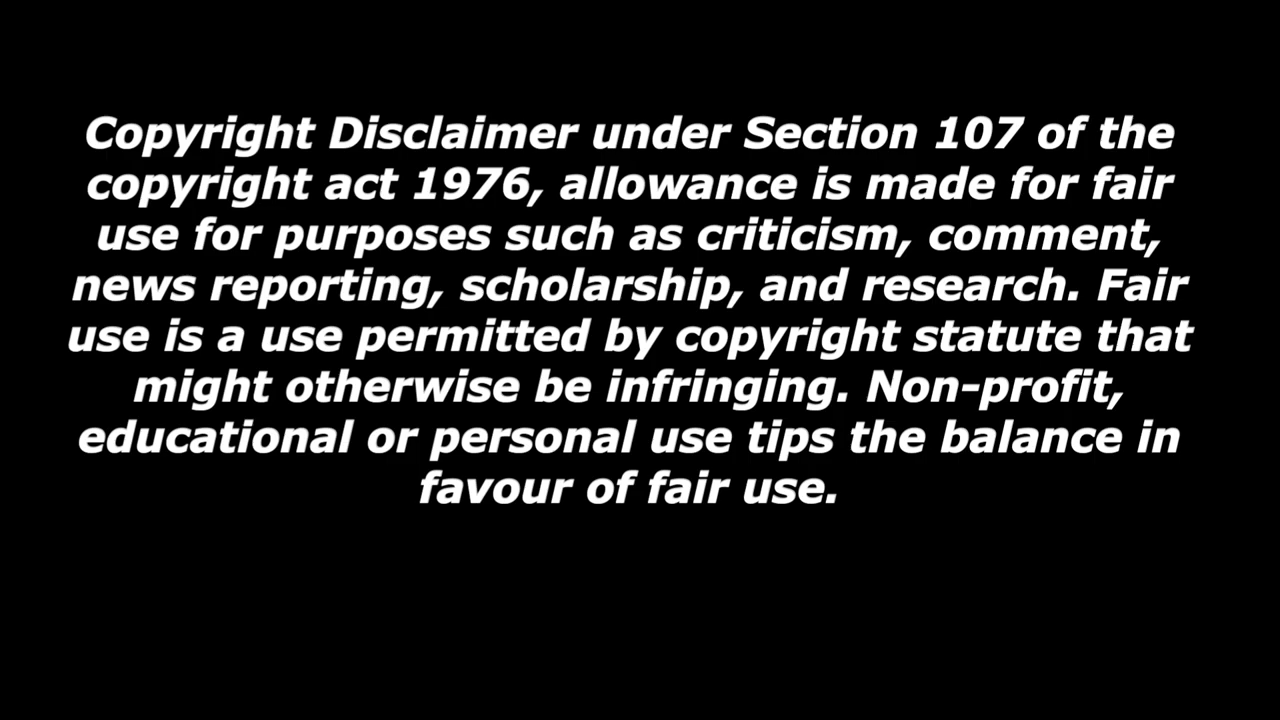 Copyright Disclaimer under Section 107 of the
copyright act 1976, allowance is made for fair
use for purposes such as criticism, comment,
news reporting, scholarship, and research. Fair
use is a use permitted by copyright statute that
might otherwise be infringing. Non-profit,
educational or personal use tips the balance in
favour of fair use.